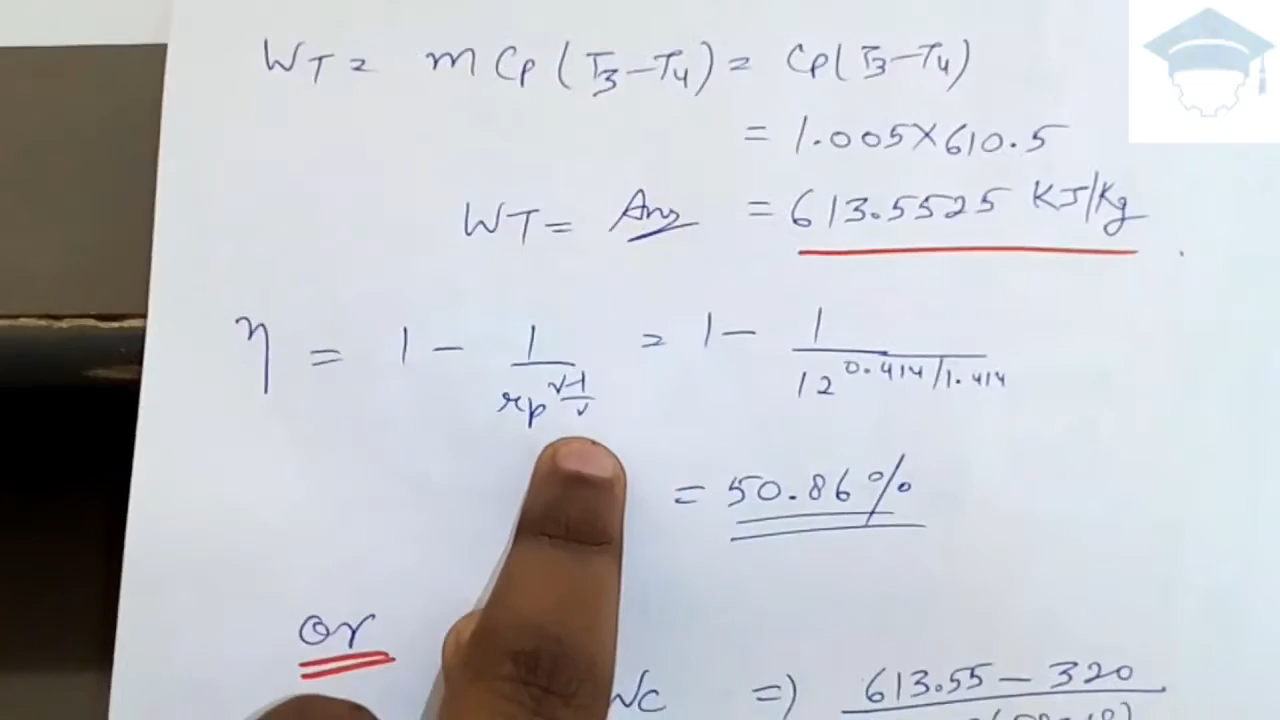 WT = m Cp (T3-T4) = Cp (T3-T4)
= 1.005×610.5
WT = Ans = 613.5525 KJ/Kg
η = 1 - 1/rp^(γ-1/γ) = 1 - 1/12^0.414/1.414
= 50.86%
or
Wc => 613.55 - 320